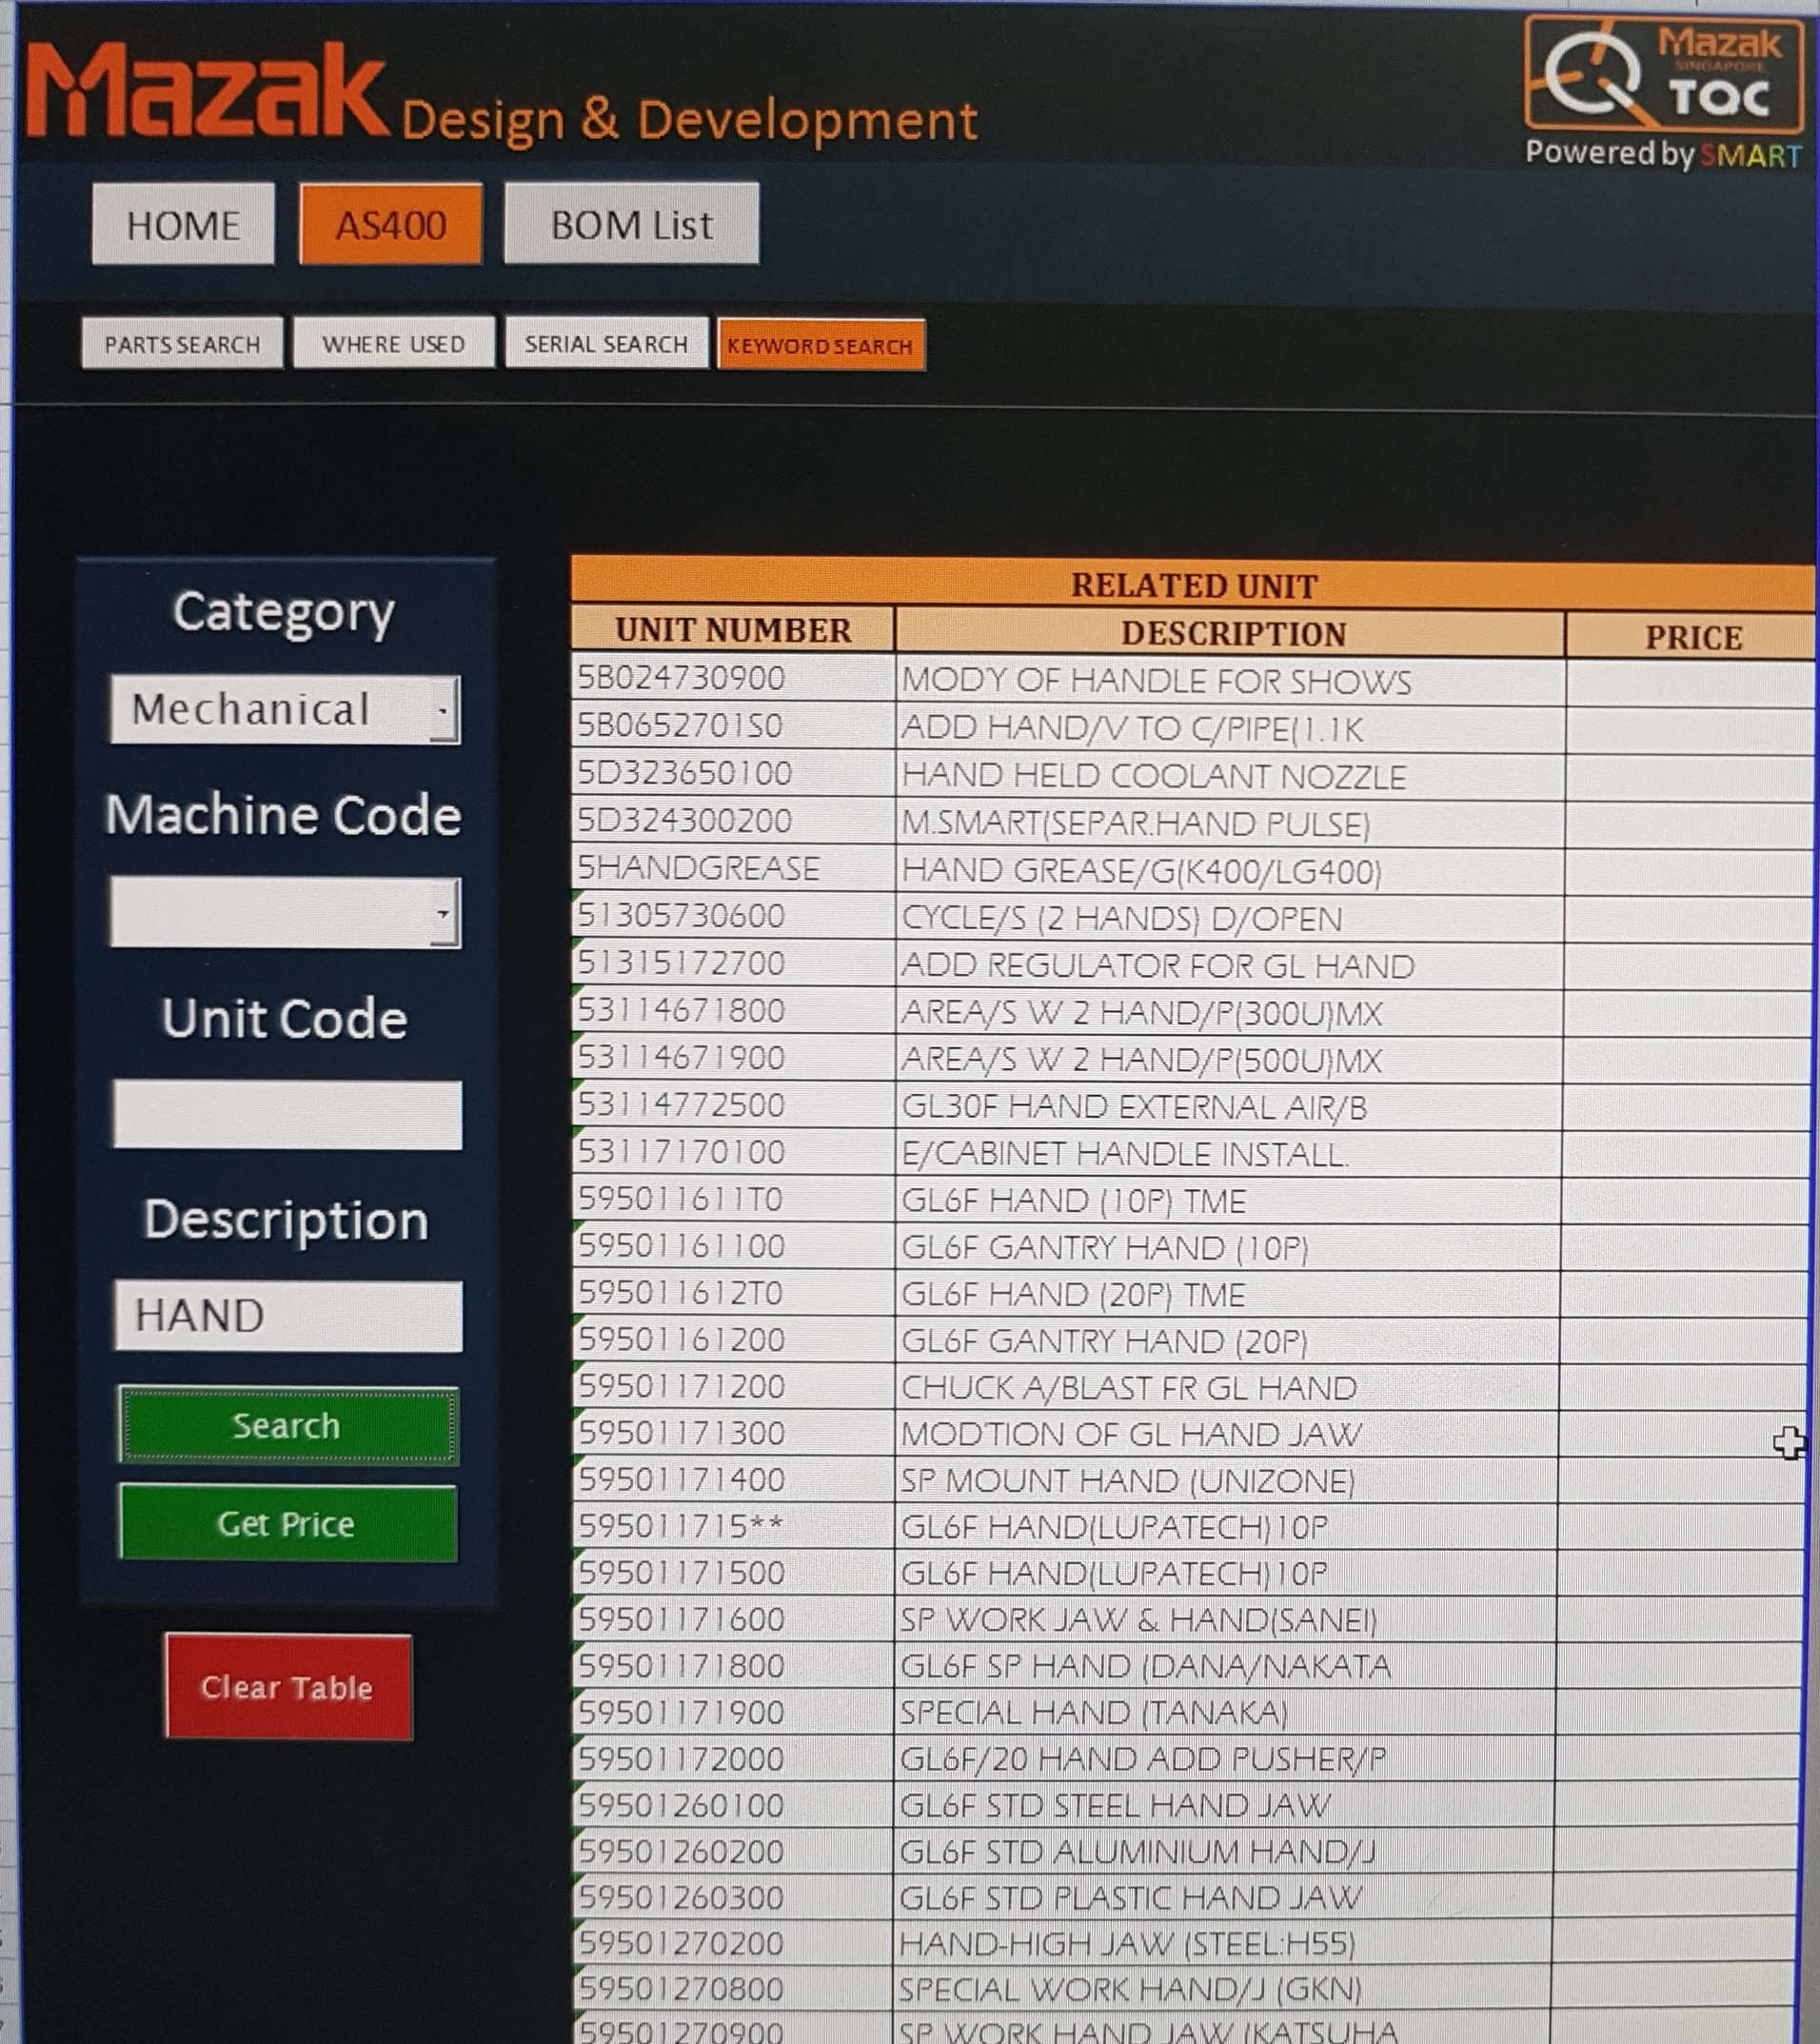 Mazak Design & Development
Mazak
SINGAPORE
TQC
Powered by SMART
HOME AS400 BOM List
PARTS SEARCH WHERE USED SERIAL SEARCH KEYWORD SEARCH
Category
Mechanical
Machine Code
Unit Code
Description
HAND
Search
Get Price
Clear Table
RELATED UNIT
UNIT NUMBER DESCRIPTION PRICE
5B024730900 MODY OF HANDLE FOR SHOWS
5B0652701S0 ADD HAND/V TO C/PIPE(1.1K
5D323650100 HAND HELD COOLANT NOZZLE
5D324300200 M.SMART(SEPAR.HAND PULSE)
5HANDGREASE HAND GREASE/G(K400/LG400)
51305730600 CYCLE/S (2 HANDS) D/OPEN
51315172700 ADD REGULATOR FOR GL HAND
53114671800 AREA/S W 2 HAND/P(300U)MX
53114671900 AREA/S W 2 HAND/P(500U)MX
53114772500 GL30F HAND EXTERNAL AIR/B
53117170100 E/CABINET HANDLE INSTALL.
595011611T0 GL6F HAND (10P) TME
59501161100 GL6F GANTRY HAND (10P)
595011612T0 GL6F HAND (20P) TME
59501161200 GL6F GANTRY HAND (20P)
59501171200 CHUCK A/BLAST FR GL HAND
59501171300 MODTION OF GL HAND JAW
59501171400 SP MOUNT HAND (UNIZONE)
595011715** GL6F HAND(LUPATECH)10P
59501171500 GL6F HAND(LUPATECH)10P
59501171600 SP WORK JAW & HAND(SANEI)
59501171800 GL6F SP HAND (DANA/NAKATA
59501171900 SPECIAL HAND (TANAKA)
59501172000 GL6F/20 HAND ADD PUSHER/P
59501260100 GL6F STD STEEL HAND JAW
59501260200 GL6F STD ALUMINIUM HAND/J
59501260300 GL6F STD PLASTIC HAND JAW
59501270200 HAND-HIGH JAW (STEEL:H55)
59501270800 SPECIAL WORK HAND/J (GKN)
59501270900 SP WORK HAND JAW (KATSUHA